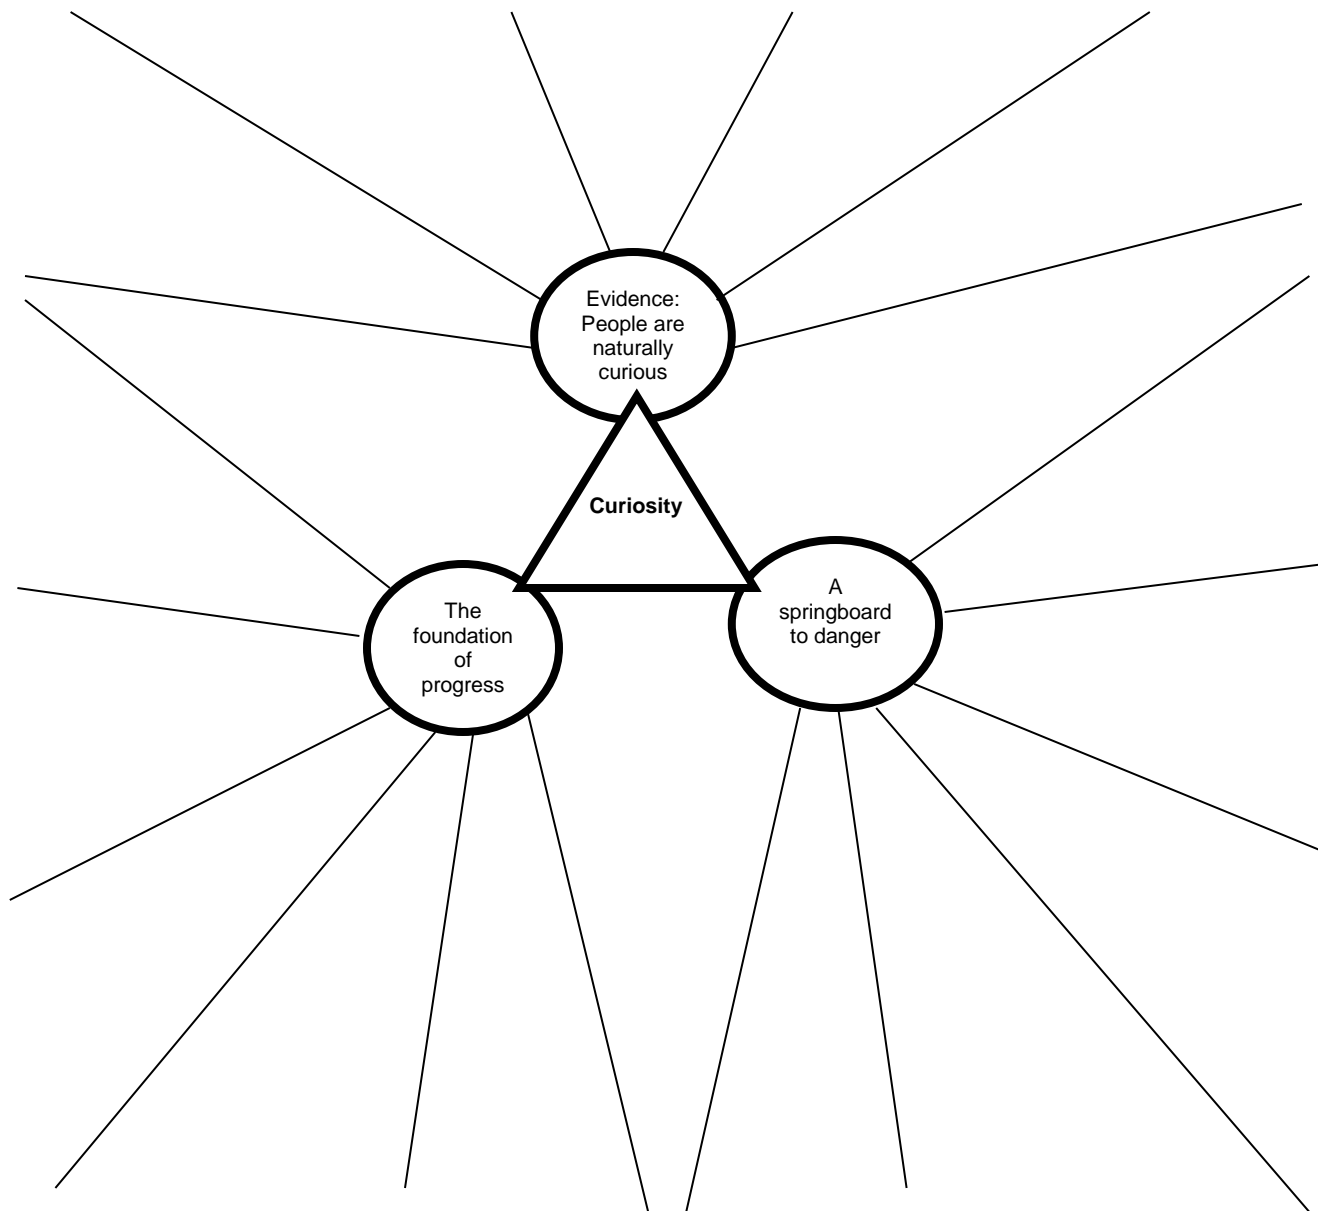 Evidence:
People are
naturally
curious
Curiosity
The
foundation
of
progress
A
springboard
to danger